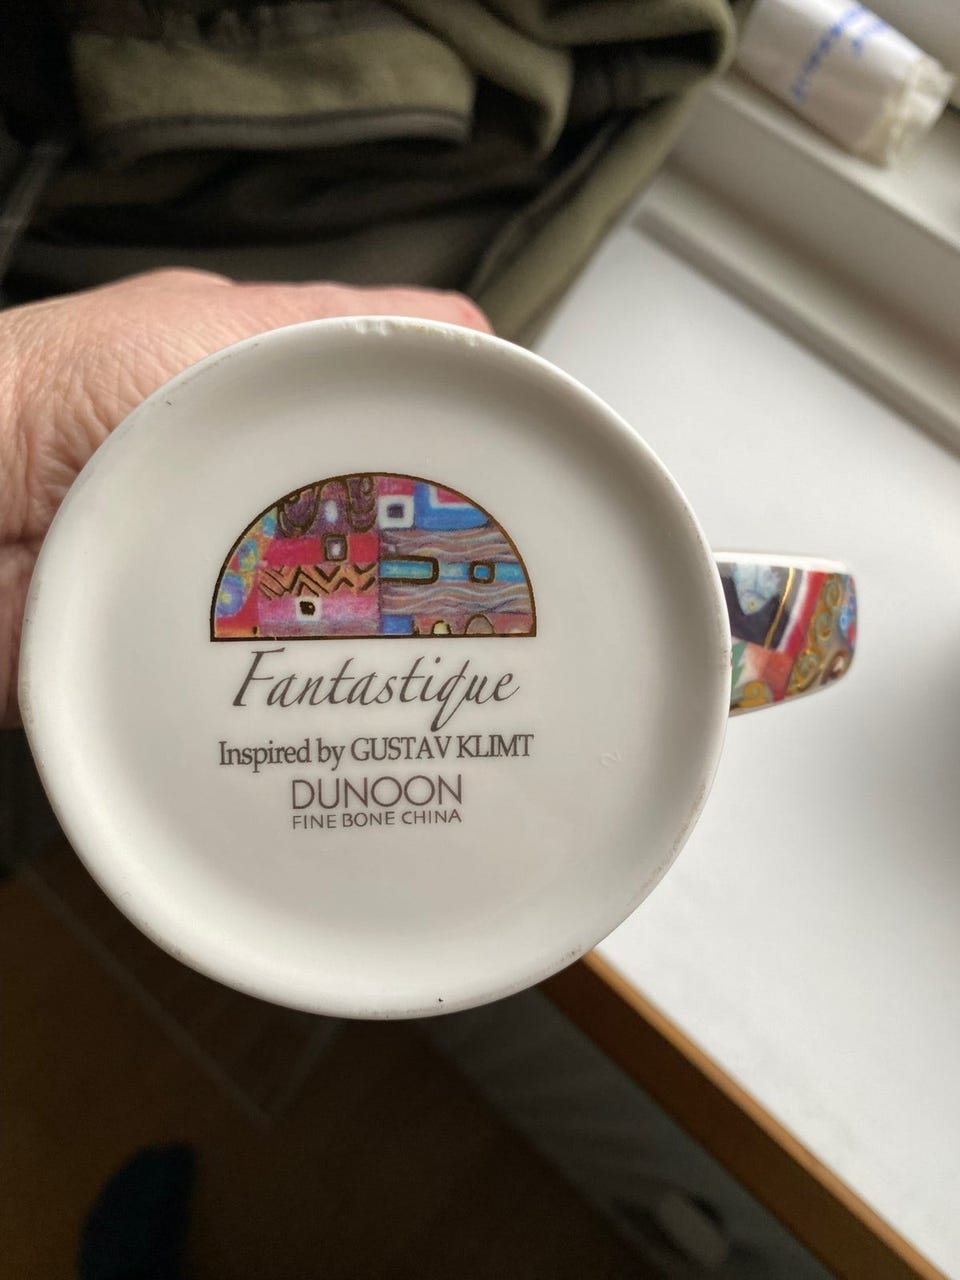 Fantastique
Inspired by GUSTAV KLIMT
DUNOON
FINE BONE CHINA